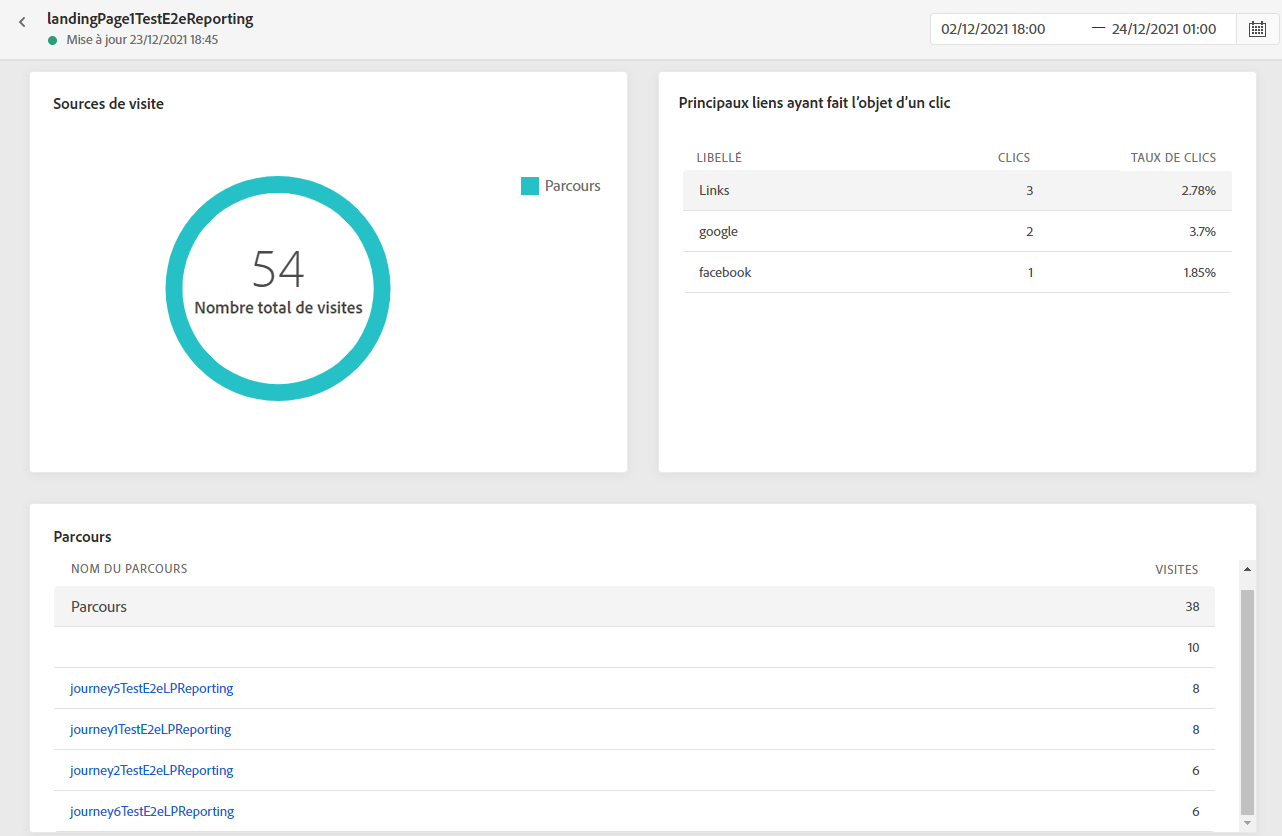 landingPage1TestE2eReporting
Mise à jour 23/12/2021 18:45
02/12/2021 18:00 — 24/12/2021 01:00
Sources de visite
Parcours
54
Nombre total de visites
Principaux liens ayant fait l’objet d’un clic
LIBELLÉ CLICS TAUX DE CLICS
Links 3 2.78%
google 2 3.7%
facebook 1 1.85%
Parcours
NOM DU PARCOURS VISITES
Parcours 38
10
journey5TestE2eLPReporting 8
journey1TestE2eLPReporting 8
journey2TestE2eLPReporting 6
journey6TestE2eLPReporting 6